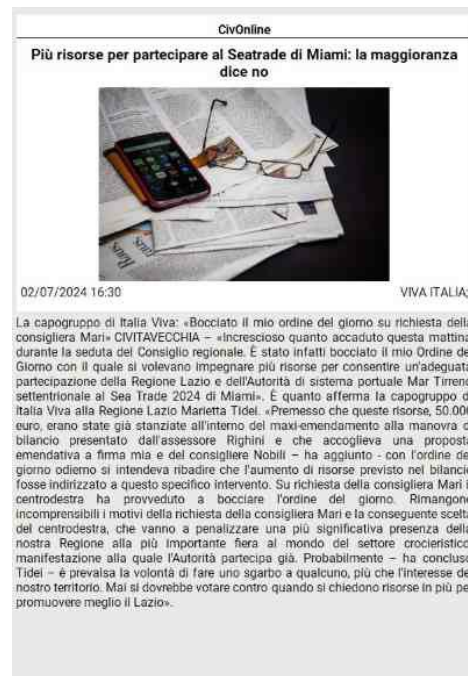 CivOnline
Più risorse per partecipare al Seatrade di Miami: la maggioranza
dice no
02/07/2024 16:30 VIVA ITALIA;
La capogruppo di Italia Viva: «Bocciato il mio ordine del giorno su richiesta della
consigliera Mari» CIVITAVECCHIA – «Increscioso quanto accaduto questa mattina
durante la seduta del Consiglio regionale. È stato infatti bocciato il mio Ordine de
Giorno con il quale si volevano impegnare più risorse per consentire un'adeguata
partecipazione della Regione Lazio e dell'Autorità di sistema portuale Mar Tirreno
settentrionale al Sea Trade 2024 di Miami». È quanto afferma la capogruppo d
Italia Viva alla Regione Lazio Marietta Tidei. «Premesso che queste risorse, 50.000
euro, erano state già stanziate all'interno del maxi-emendamento alla manovra d
bilancio presentato dall'assessore Righini e che accoglieva una proposta
emendativa a firma mia e del consigliere Nobili – ha aggiunto - con l'ordine de
giorno odierno si intendeva ribadire che l'aumento di risorse previsto nel bilancio
fosse indirizzato a questo specifico intervento. Su richiesta della consigliera Mari i
centrodestra ha provveduto a bocciare l'ordine del giorno. Rimangono
incomprensibili i motivi della richiesta della consigliera Mari e la conseguente scelta
del centrodestra, che vanno a penalizzare una più significativa presenza della
nostra Regione alla più importante fiera al mondo del settore crocieristico
manifestazione alla quale l'Autorità partecipa già. Probabilmente – ha concluso
Tidei – è prevalsa la volontà di fare uno sgarbo a qualcuno, più che l'interesse de
nostro territorio. Mai si dovrebbe votare contro quando si chiedono risorse in più pe
promuovere meglio il Lazio».